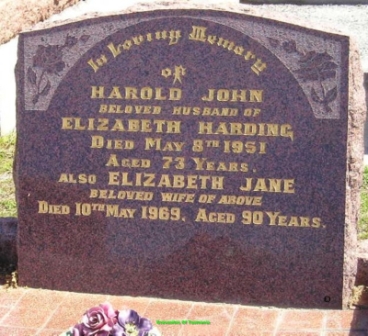 In Loving Memory
OF
HAROLD JOHN
BELOVED HUSBAND OF
ELIZABETH HARDING
DIED MAY 8TH 1951
AGED 73 YEARS.
ALSO ELIZABETH JANE
BELOVED WIFE OF ABOVE
DIED 10TH MAY 1969. AGED 90 YEARS.